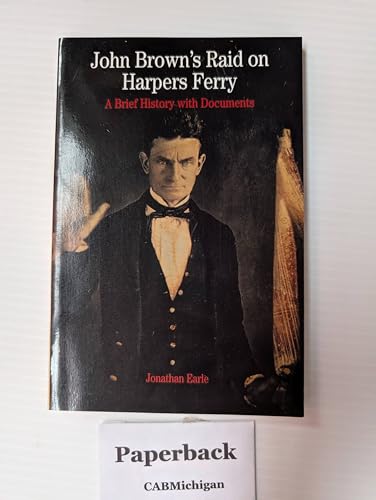 John Brown's Raid on
Harpers Ferry
A Brief History with Documents
Jonathan Earle
Paperback
CABMichigan